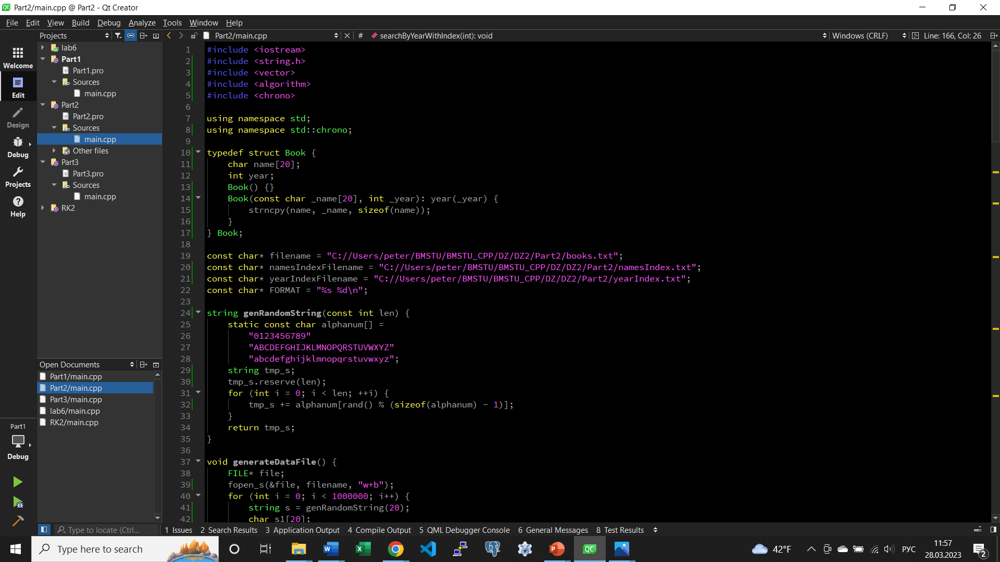 Part2/main.cpp @ Part2 - Qt Creator
File Edit View Build Debug Analyze Tools Window Help
Projects
Part2/main.cpp
#
searchByYearWithIndex(int): void
Windows (CRLF)
Line: 166, Col: 26
Welcome
Edit
Design
Debug
Projects
Help
lab6
Part1
Part1.pro
Sources
main.cpp
Part2
Part2.pro
Sources
main.cpp
Other files
Part3
Part3.pro
Sources
main.cpp
RK2
Open Documents
Part1/main.cpp
Part2/main.cpp
Part3/main.cpp
lab6/main.cpp
RK2/main.cpp
Part1
Debug
1 #include <iostream>
2 #include <string.h>
3 #include <vector>
4 #include <algorithm>
5 #include <chrono>
6
7 using namespace std;
8 using namespace std::chrono;
9
10 typedef struct Book {
11     char name[20];
12     int year;
13     Book() {}
14     Book(const char _name[20], int _year): year(_year) {
15         strncpy(name, _name, sizeof(name));
16     }
17 } Book;
18
19 const char* filename = "C://Users/peter/BMSTU/BMSTU_CPP/DZ/DZ2/Part2/books.txt";
20 const char* namesIndexFilename = "C://Users/peter/BMSTU/BMSTU_CPP/DZ/DZ2/Part2/namesIndex.txt";
21 const char* yearIndexFilename = "C://Users/peter/BMSTU/BMSTU_CPP/DZ/DZ2/Part2/yearIndex.txt";
22 const char* FORMAT = "%s %d\n";
23
24 string genRandomString(const int len) {
25     static const char alphanum[] =
26         "0123456789"
27         "ABCDEFGHIJKLMNOPQRSTUVWXYZ"
28         "abcdefghijklmnopqrstuvwxyz";
29     string tmp_s;
30     tmp_s.reserve(len);
31     for (int i = 0; i < len; ++i) {
32         tmp_s += alphanum[rand() % (sizeof(alphanum) - 1)];
33     }
34     return tmp_s;
35 }
36
37 void generateDataFile() {
38     FILE* file;
39     fopen_s(&file, filename, "w+b");
40     for (int i = 0; i < 1000000; i++) {
41         string s = genRandomString(20);
42         char s1[20];
Type to locate (Ctrl...
1 Issues 2 Search Results 3 Application Output 4 Compile Output 5 QML Debugger Console 6 General Messages 8 Test Results
Type here to search
42°F
РУС
11:57
28.03.2023
2